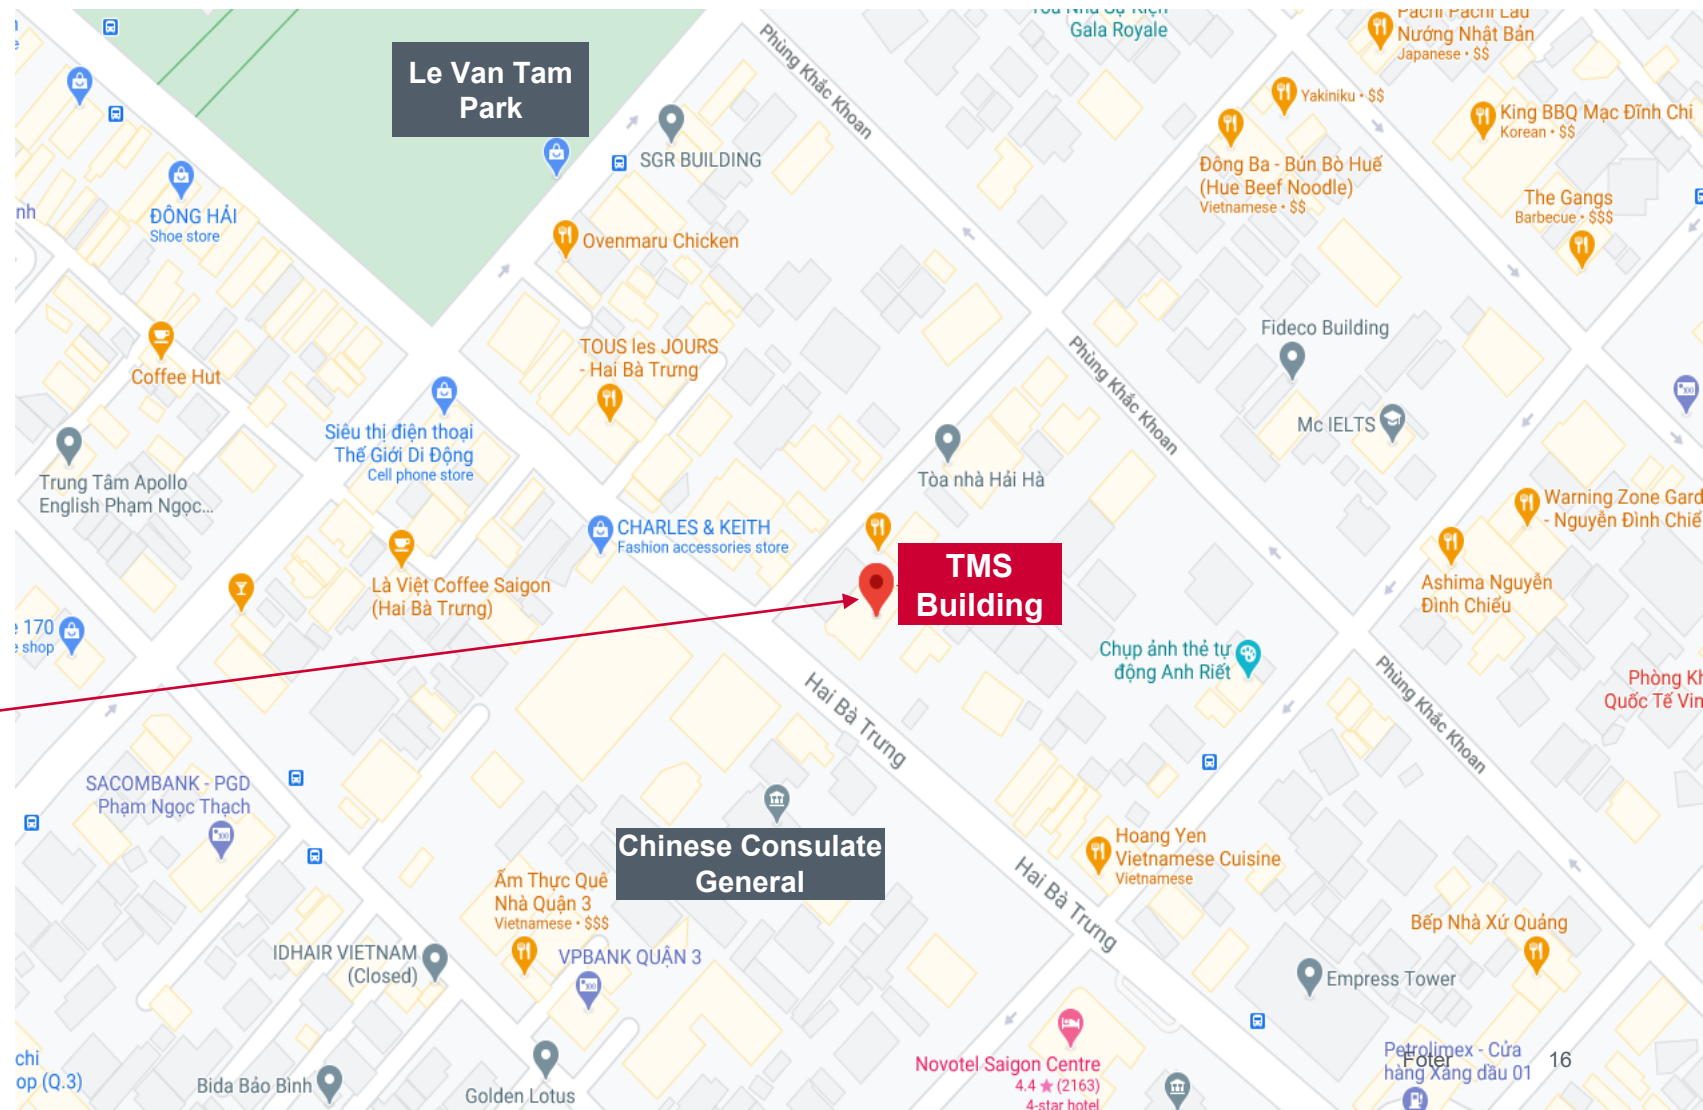 Tòa Nhà Sự Kiện
Gala Royale
Pachi Pachi Lẩu
Nướng Nhật Bản
Japanese • $$
Phùng Khắc Khoan
Le Van Tam
Park
Yakiniku • $$
King BBQ Mạc Đĩnh Chi
Korean • $$
SGR BUILDING
Đông Ba - Bún Bò Huế
(Hue Beef Noodle)
Vietnamese • $$
The Gangs
Barbecue • $$$
nh
ĐÔNG HẢI
Shoe store
Ovenmaru Chicken
Fideco Building
TOUS les JOURS
- Hai Bà Trưng
Phùng Khắc Khoan
Coffee Hut
Siêu thị điện thoại
Thế Giới Di Động
Cell phone store
Mc IELTS
Trung Tâm Apollo
English Phạm Ngọc...
Tòa nhà Hải Hà
Warning Zone Gard
- Nguyễn Đình Chiể
CHARLES & KEITH
Fashion accessories store
TMS
Building
Là Việt Coffee Saigon
(Hai Bà Trưng)
Ashima Nguyễn
Đình Chiểu
170
shop
Chụp ảnh thẻ tự
động Anh Riết
Phùng Khắc Khoan
Phòng Kh
Quốc Tế Vin
Hai Bà Trưng
SACOMBANK - PGD
Phạm Ngọc Thạch
Chinese Consulate
General
Hoang Yen
Vietnamese Cuisine
Vietnamese
Hai Bà Trưng
Ẩm Thực Quê
Nhà Quận 3
Vietnamese • $$$
Bếp Nhà Xứ Quảng
IDHAIR VIETNAM
(Closed)
VPBANK QUẬN 3
Empress Tower
Novotel Saigon Centre
4.4 ★ (2163)
4-star hotel
Petrolimex - Cửa
hàng Xăng dầu 01
Foter
16
chi
op (Q.3)
Bida Bảo Bình
Golden Lotus